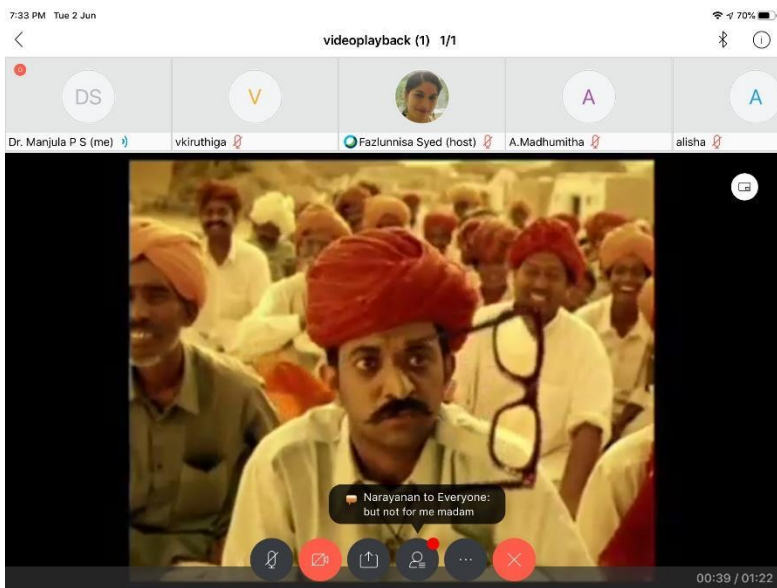 7:33 PM Tue 2 Jun 70%
videoplayback (1) 1/1
DS V A A
Dr. Manjula P S (me) vkiruthiga Fazlunnisa Syed (host) A.Madhumitha alisha
Narayanan to Everyone:
but not for me madam
00:39 / 01:22